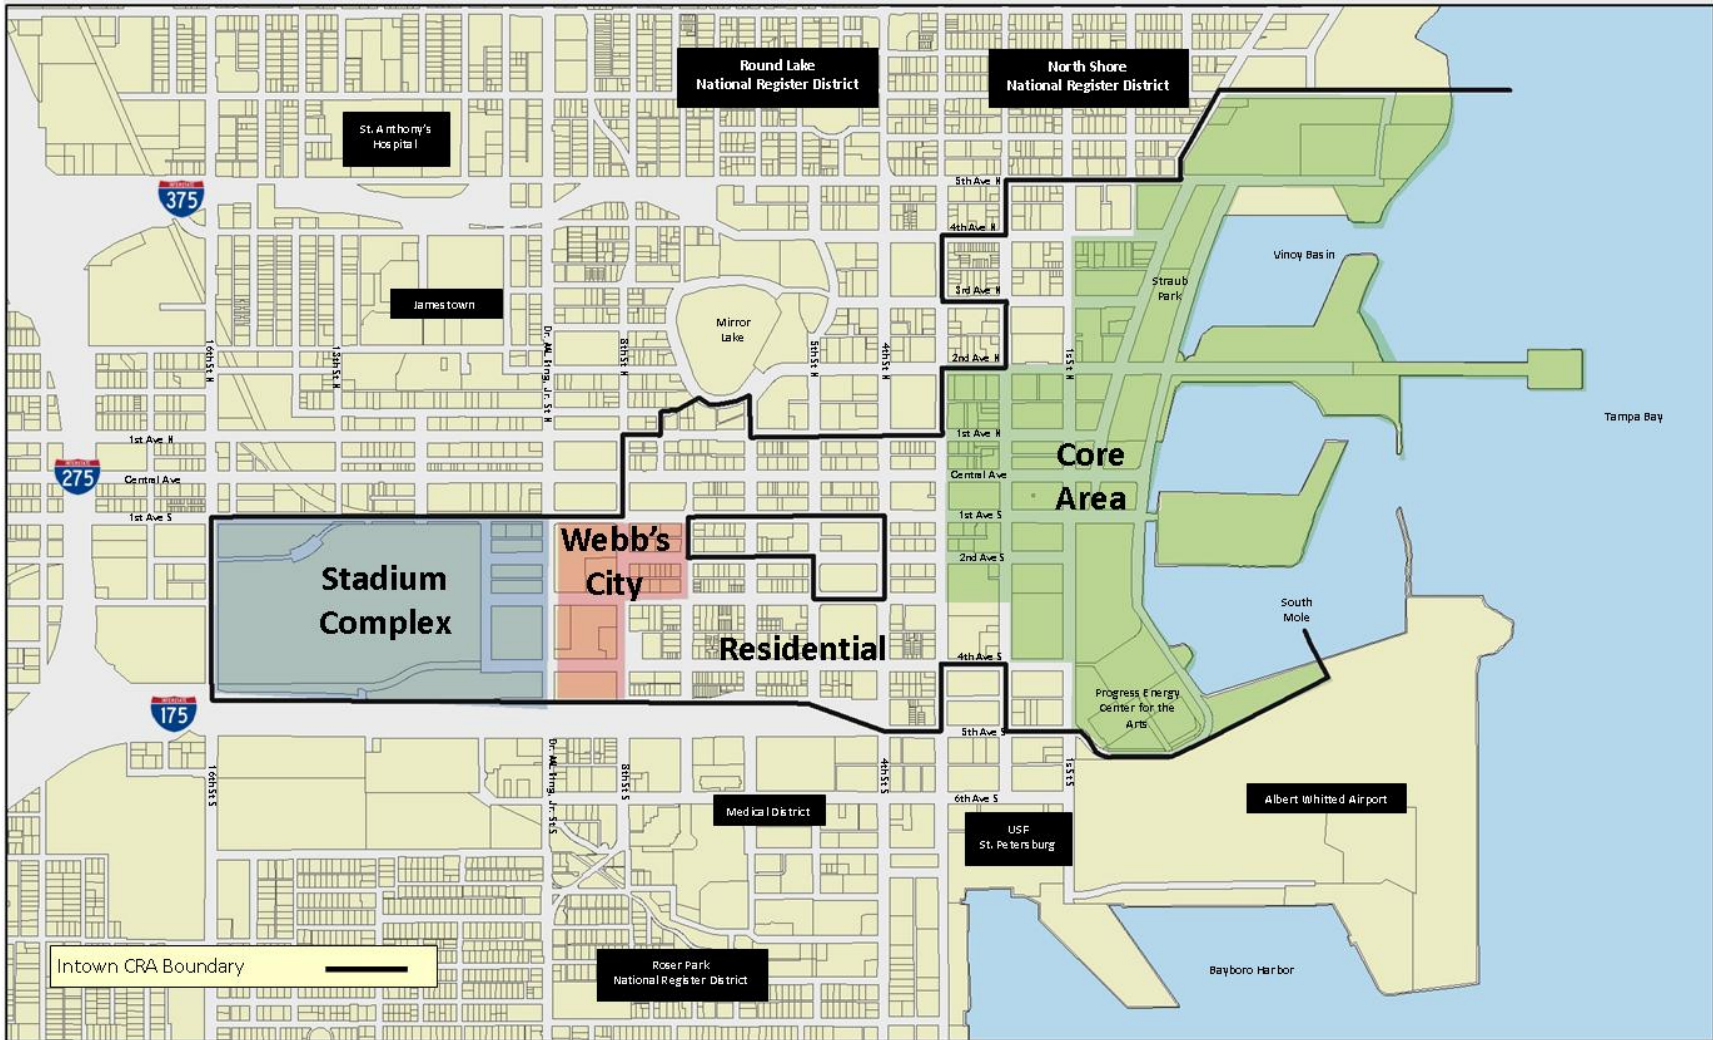 Round Lake
National Register District
North Shore
National Register District
St. Anthony's
Hospital
INTERSTATE
375
5th Ave N
4th Ave N
Vinoy Basin
Straub
Park
3rd Ave N
Jamestown
Mirror
Lake
16th St N
13th St N
Dr. ML King, Jr. St N
8th St N
5th St N
4th St N
1st St N
2nd Ave N
Tampa Bay
1st Ave N
1st Ave N
Core
Area
INTERSTATE
275
Central Ave
Central Ave
1st Ave S
1st Ave S
Webb's
City
2nd Ave S
Stadium
Complex
South
Mole
Residential
4th Ave S
INTERSTATE
175
Progress Energy
Center for the
Arts
5th Ave S
16th St S
Dr. ML King, Jr. St S
8th St S
4th St S
1st St S
6th Ave S
Medical District
Albert Whitted Airport
USF
St. Petersburg
Intown CRA Boundary
Roser Park
National Register District
Bayboro Harbor